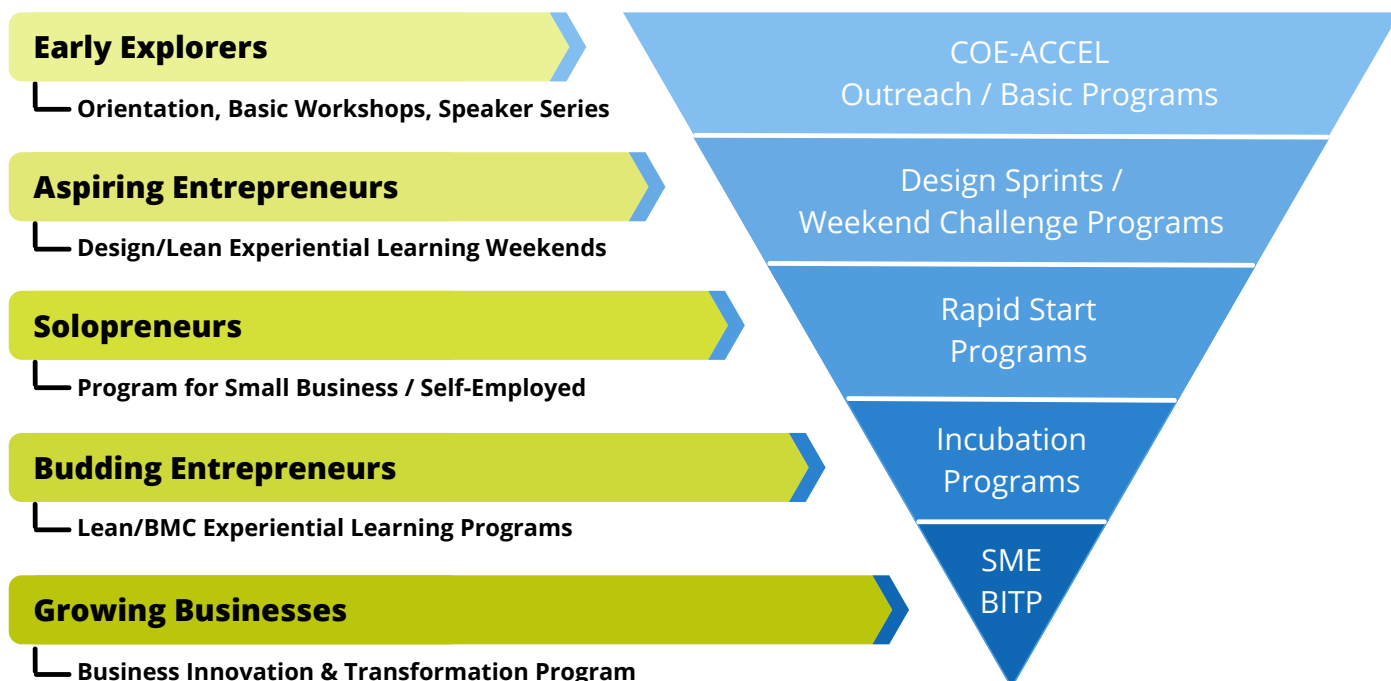 Early Explorers
Orientation, Basic Workshops, Speaker Series
Aspiring Entrepreneurs
Design/Lean Experiential Learning Weekends
Solopreneurs
Program for Small Business / Self-Employed
Budding Entrepreneurs
Lean/BMC Experiential Learning Programs
Growing Businesses
Business Innovation & Transformation Program
COE-ACCEL
Outreach / Basic Programs
Design Sprints /
Weekend Challenge Programs
Rapid Start
Programs
Incubation
Programs
SME
BITP